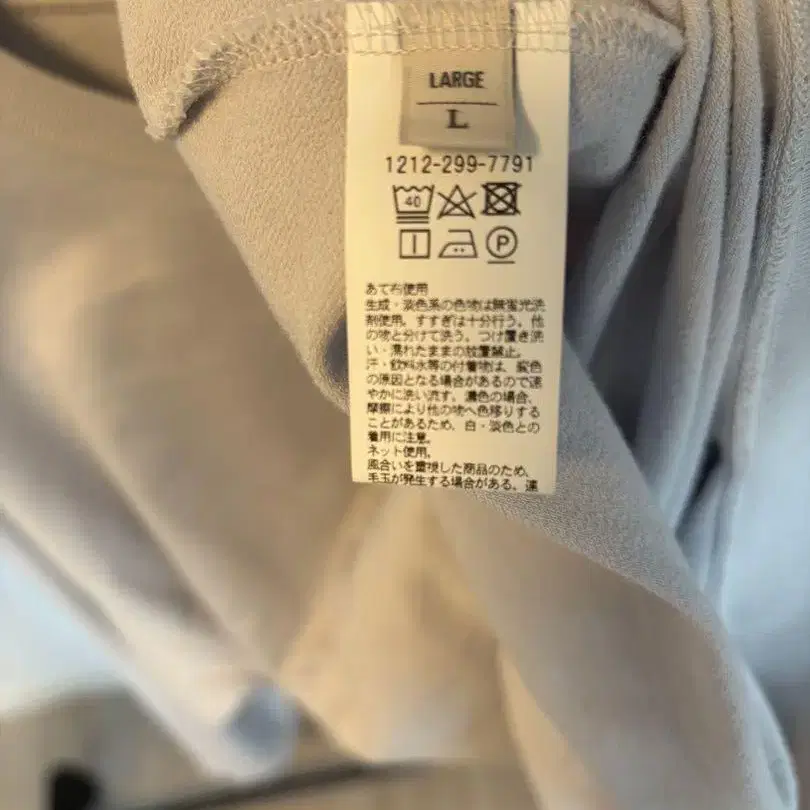 LARGE
L
1212-299-7791
40
P
あて布使用
生成・淡色系の色物は無蛍光洗
剤使用。すすぎは十分行う。他
の物と分けて洗う。つけ置き洗
い・濡れたままの放置禁止。
汗・飲料水等の付着物は、変色
の原因となる場合があるので速
やかに洗い流す。濃色の場合、
摩擦により他の物へ色移りする
ことがあるため、白・淡色との
着用に注意。
ネット使用。
風合いを重視した商品のため、
毛玉が発生する場合がある。連